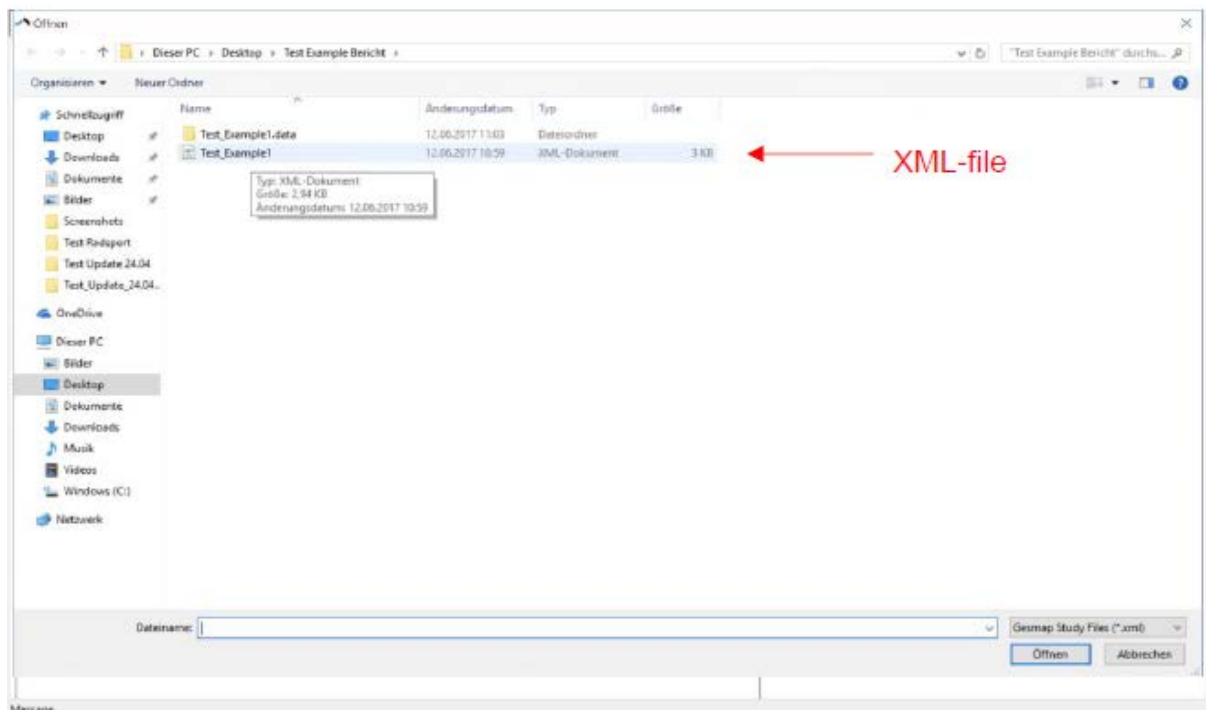 Öffnen
Dieser PC › Desktop › Test Example Bericht ›
"Test Example Bericht" durchs...
Organisieren
Neuer Ordner
Name
Änderungsdatum
Typ
Größe
Test_Example1.data
12.06.2017 11:03
Dateiordner
Test_Example1
12.06.2017 10:59
XML-Dokument
3 KB
XML-file
Typ: XML-Dokument
Größe: 2,94 KB
Änderungsdatum: 12.06.2017 10:59
Schnellzugriff
Desktop
Downloads
Dokumente
Bilder
Screenshots
Test Radsport
Test Update 24.04
Test_Update_24.04..
OneDrive
Dieser PC
Bilder
Desktop
Dokumente
Downloads
Musik
Videos
Windows (C:)
Netzwerk
Dateiname:
Gesmap Study Files (*.xml)
Öffnen
Abbrechen
Message